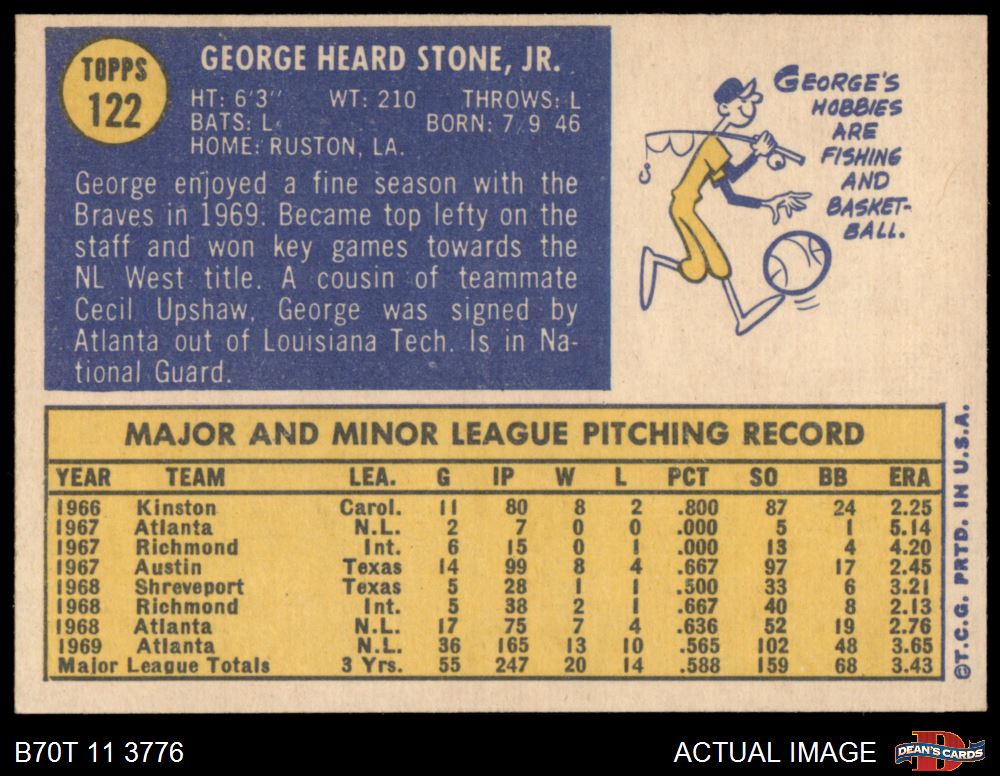 TOPPS
122
GEORGE HEARD STONE, JR.
HT: 6'3" WT: 210 THROWS: L
BATS: L BORN: 7 9 46
HOME: RUSTON, LA.
George enjoyed a fine season with the
Braves in 1969. Became top lefty on the
staff and won key games towards the
NL West title. A cousin of teammate
Cecil Upshaw, George was signed by
Atlanta out of Louisiana Tech. Is in Na-
tional Guard.
GEORGE'S
HOBBIES
ARE
FISHING
AND
BASKET-
BALL.
MAJOR AND MINOR LEAGUE PITCHING RECORD
YEAR TEAM LEA. G IP W L PCT SO BB ERA
1966 Kinston Carol. 11 80 8 2 .800 87 24 2.25
1967 Atlanta N.L. 2 7 0 0 .000 5 1 5.14
1967 Richmond Int. 6 15 0 1 .000 13 4 4.20
1967 Austin Texas 14 99 8 4 .667 97 17 2.45
1968 Shreveport Texas 5 28 1 1 .500 33 6 3.21
1968 Richmond Int. 5 38 2 1 .667 40 8 2.13
1968 Atlanta N.L. 17 75 7 4 .636 52 19 2.76
1969 Atlanta N.L. 36 165 13 10 .565 102 48 3.65
Major League Totals 3 Yrs. 55 247 20 14 .588 159 68 3.43
©T.C.G. PRTD. IN U.S.A.
B70T 11 3776
ACTUAL IMAGE
D
DEAN'S CARDS